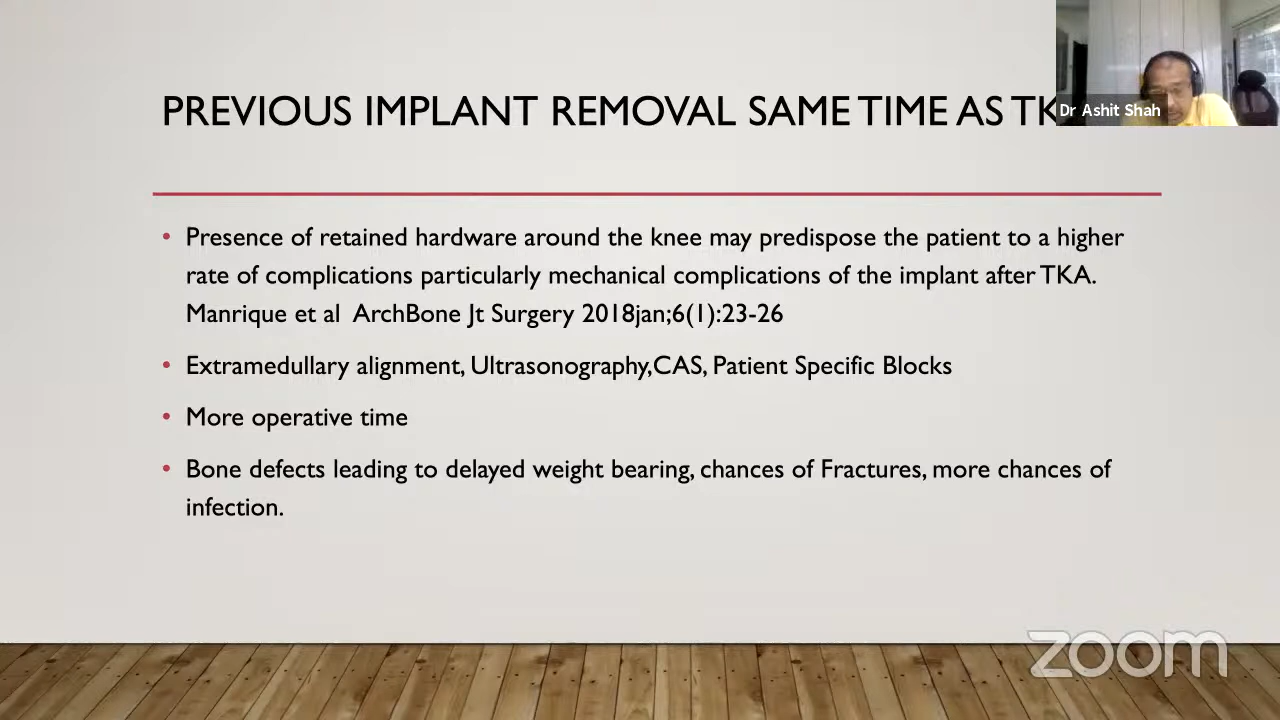 PREVIOUS IMPLANT REMOVAL SAME TIME AS TK
Dr Ashit Shah
• Presence of retained hardware around the knee may predispose the patient to a higher
rate of complications particularly mechanical complications of the implant after TKA.
Manrique et al ArchBone Jt Surgery 2018jan;6(1):23-26
• Extramedullary alignment, Ultrasonography,CAS, Patient Specific Blocks
• More operative time
• Bone defects leading to delayed weight bearing, chances of Fractures, more chances of
infection.
zoom